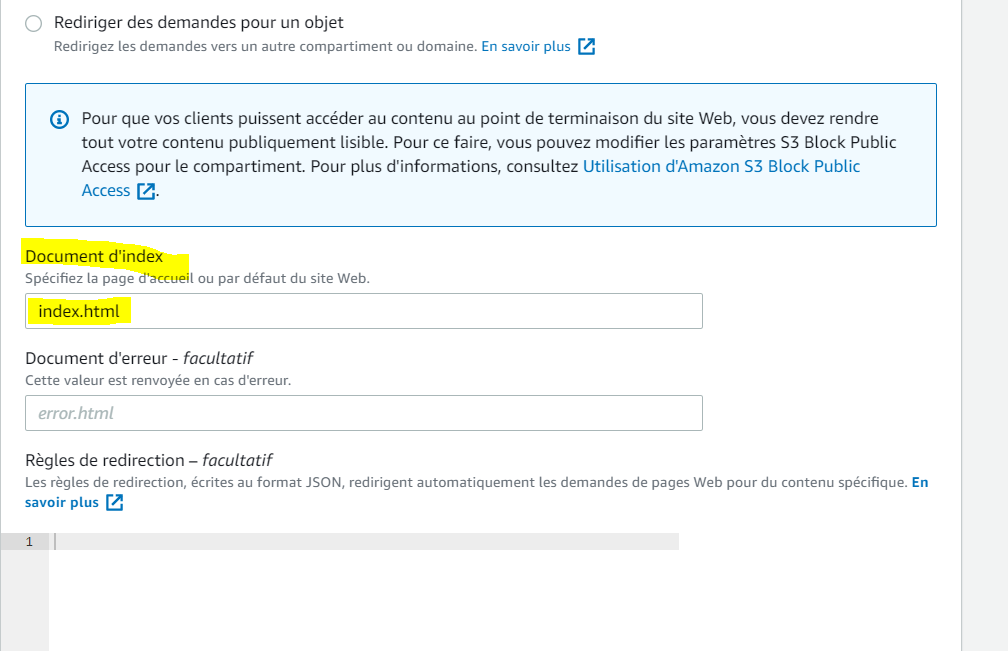 Rediriger des demandes pour un objet
Redirigez les demandes vers un autre compartiment ou domaine. En savoir plus
Pour que vos clients puissent accéder au contenu au point de terminaison du site Web, vous devez rendre
tout votre contenu publiquement lisible. Pour ce faire, vous pouvez modifier les paramètres S3 Block Public
Access pour le compartiment. Pour plus d'informations, consultez Utilisation d'Amazon S3 Block Public
Access.
Document d'index
Spécifiez la page d'accueil ou par défaut du site Web.
index.html
Document d'erreur - facultatif
Cette valeur est renvoyée en cas d'erreur.
error.html
Règles de redirection – facultatif
Les règles de redirection, écrites au format JSON, redirigent automatiquement les demandes de pages Web pour du contenu spécifique. En
savoir plus
1